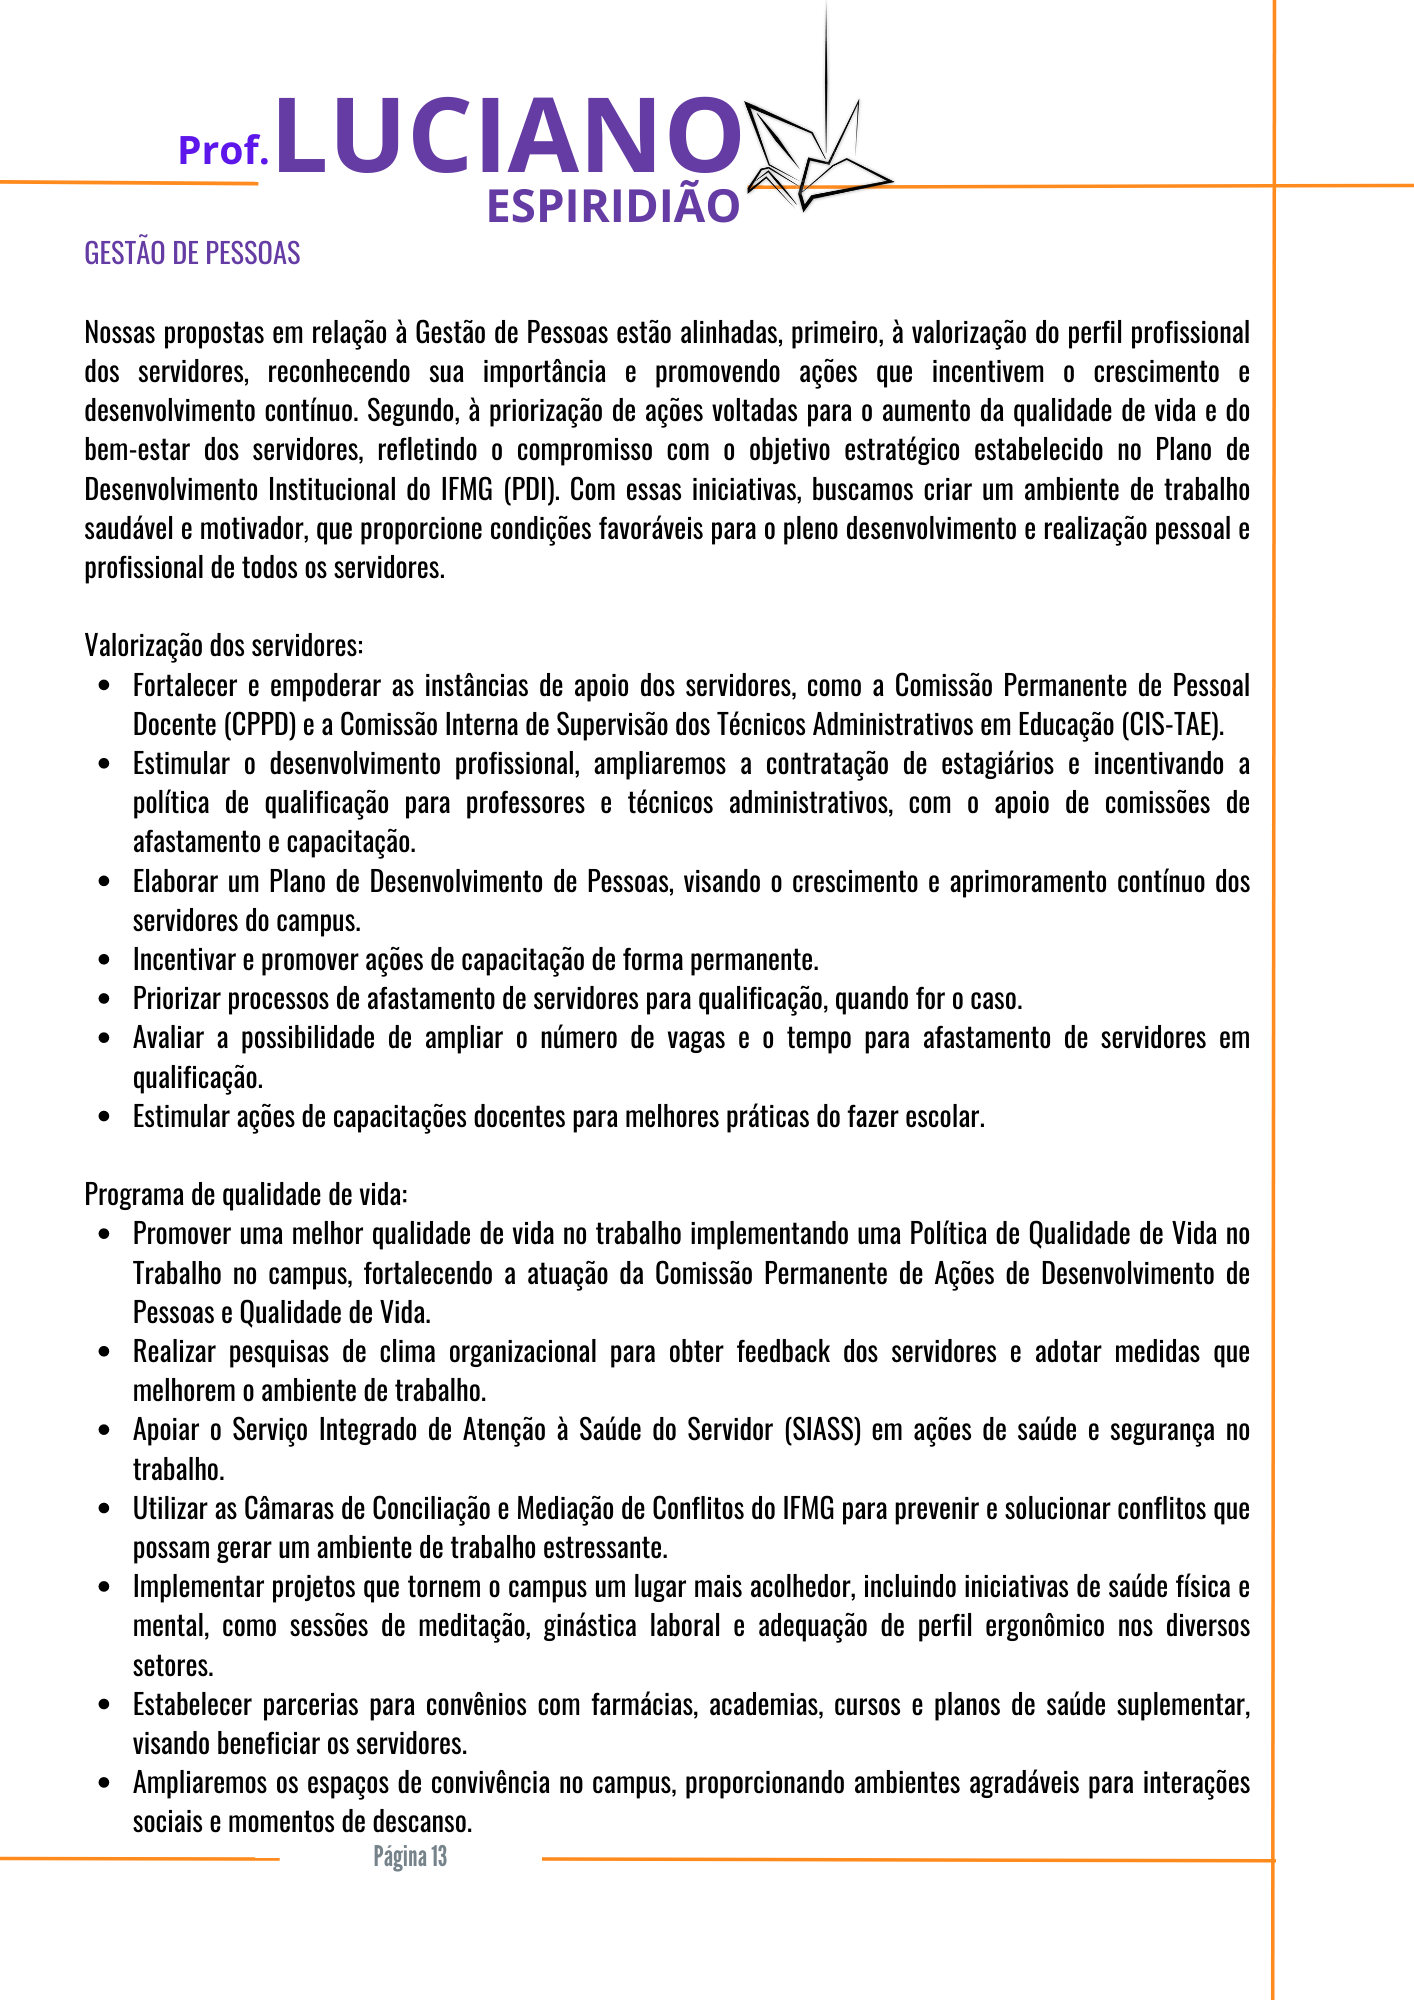 Prof. LUCIANO
ESPIRIDIÃO
GESTÃO DE PESSOAS
Nossas propostas em relação à Gestão de Pessoas estão alinhadas, primeiro, à valorização do perfil profissional
dos servidores, reconhecendo sua importância e promovendo ações que incentivem o crescimento e
desenvolvimento contínuo. Segundo, à priorização de ações voltadas para o aumento da qualidade de vida e do
bem-estar dos servidores, refletindo o compromisso com o objetivo estratégico estabelecido no Plano de
Desenvolvimento Institucional do IFMG (PDI). Com essas iniciativas, buscamos criar um ambiente de trabalho
saudável e motivador, que proporcione condições favoráveis para o pleno desenvolvimento e realização pessoal e
profissional de todos os servidores.
Valorização dos servidores:
• Fortalecer e empoderar as instâncias de apoio dos servidores, como a Comissão Permanente de Pessoal
Docente (CPPD) e a Comissão Interna de Supervisão dos Técnicos Administrativos em Educação (CIS-TAE).
• Estimular o desenvolvimento profissional, ampliaremos a contratação de estagiários e incentivando a
política de qualificação para professores e técnicos administrativos, com o apoio de comissões de
afastamento e capacitação.
• Elaborar um Plano de Desenvolvimento de Pessoas, visando o crescimento e aprimoramento contínuo dos
servidores do campus.
• Incentivar e promover ações de capacitação de forma permanente.
• Priorizar processos de afastamento de servidores para qualificação, quando for o caso.
• Avaliar a possibilidade de ampliar o número de vagas e o tempo para afastamento de servidores em
qualificação.
• Estimular ações de capacitações docentes para melhores práticas do fazer escolar.
Programa de qualidade de vida:
• Promover uma melhor qualidade de vida no trabalho implementando uma Política de Qualidade de Vida no
Trabalho no campus, fortalecendo a atuação da Comissão Permanente de Ações de Desenvolvimento de
Pessoas e Qualidade de Vida.
• Realizar pesquisas de clima organizacional para obter feedback dos servidores e adotar medidas que
melhorem o ambiente de trabalho.
• Apoiar o Serviço Integrado de Atenção à Saúde do Servidor (SIASS) em ações de saúde e segurança no
trabalho.
• Utilizar as Câmaras de Conciliação e Mediação de Conflitos do IFMG para prevenir e solucionar conflitos que
possam gerar um ambiente de trabalho estressante.
• Implementar projetos que tornem o campus um lugar mais acolhedor, incluindo iniciativas de saúde física e
mental, como sessões de meditação, ginástica laboral e adequação de perfil ergonômico nos diversos
setores.
• Estabelecer parcerias para convênios com farmácias, academias, cursos e planos de saúde suplementar,
visando beneficiar os servidores.
• Ampliaremos os espaços de convivência no campus, proporcionando ambientes agradáveis para interações
sociais e momentos de descanso.
Página 13